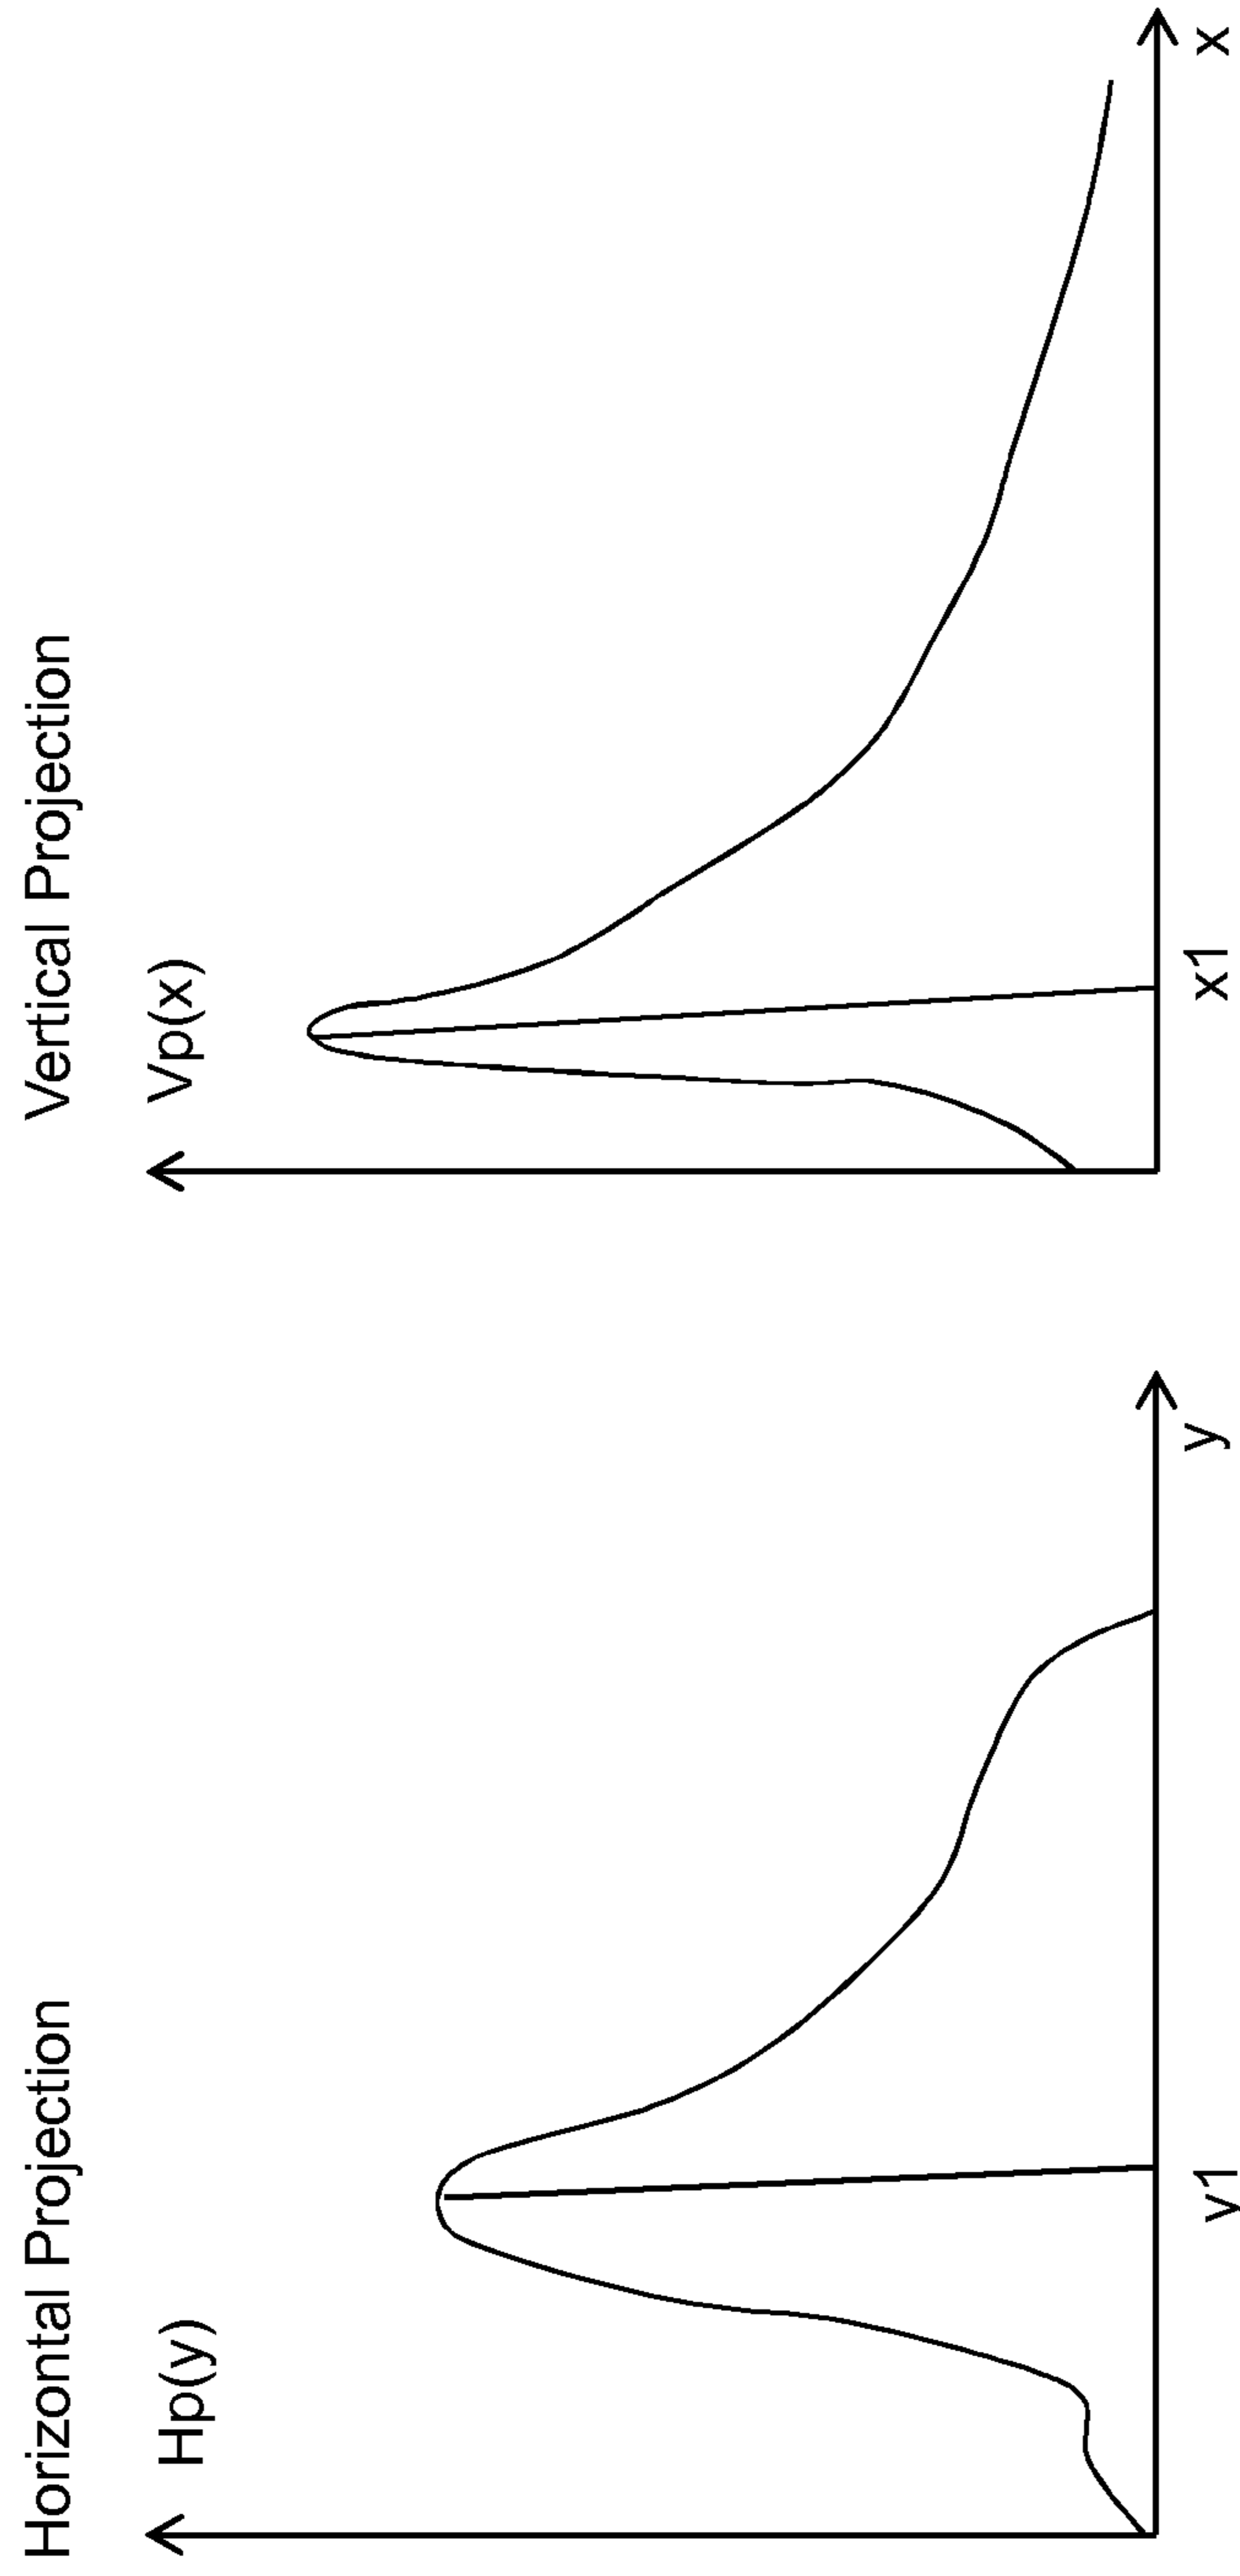 Horizontal Projection
Hp(y)
y1
y
Vertical Projection
Vp(x)
x1
x